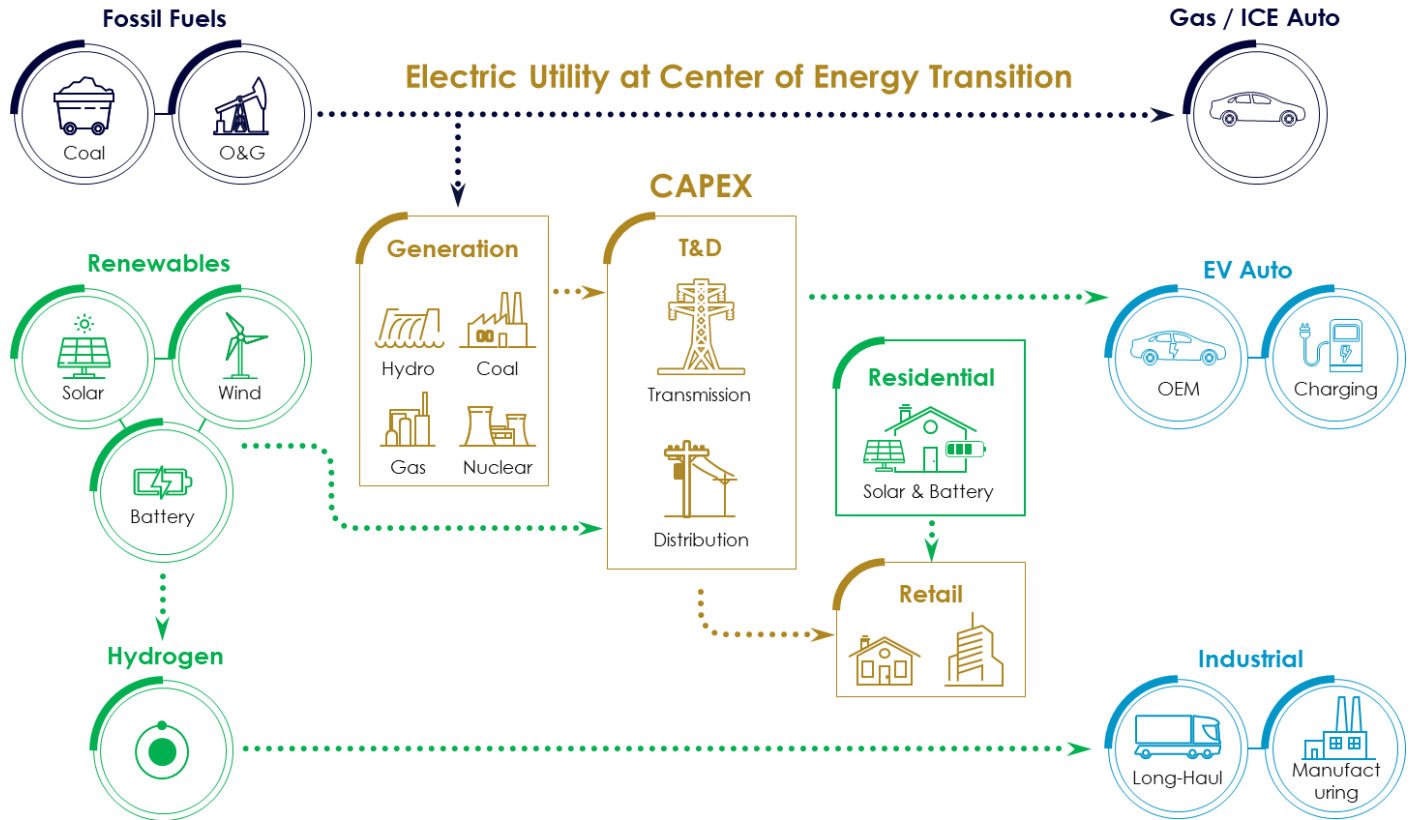 Fossil Fuels
Gas / ICE Auto
Electric Utility at Center of Energy Transition
Coal
O&G
CAPEX
Renewables
Solar
Wind
Battery
Generation
Hydro
Coal
Gas
Nuclear
T&D
Transmission
Distribution
Residential
Solar & Battery
Retail
EV Auto
OEM
Charging
Hydrogen
Industrial
Long-Haul
Manufact
uring